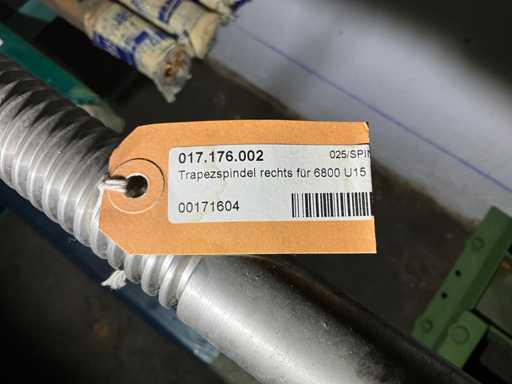 017.176.002 025/SPIN
Trapezspindel rechts für 6800 U15
00171604